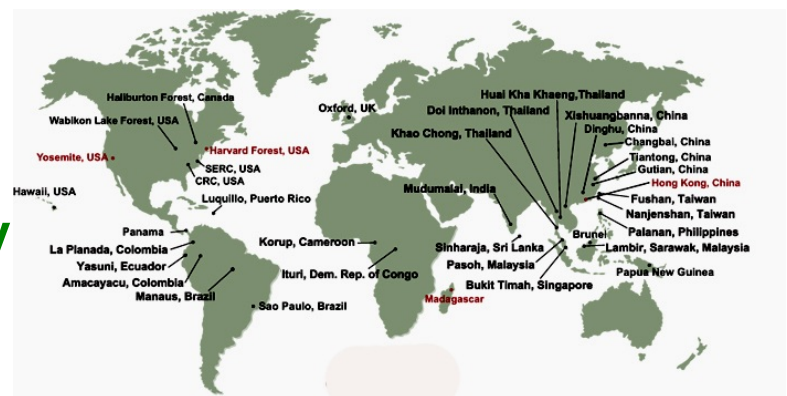 Haliburton Forest, Canada
Wabikon Lake Forest, USA
Yosemite, USA
Harvard Forest, USA
SERC, USA
CRC, USA
Hawaii, USA
Luquillo, Puerto Rico
Panama
La Planada, Colombia
Yasuni, Ecuador
Amacayacu, Colombia
Manaus, Brazil
Sao Paulo, Brazil
Oxford, UK
Korup, Cameroon
Ituri, Dem. Rep. of Congo
Madagascar
Huai Kha Khaeng,Thailand
Doi Inthanon, Thailand
Khao Chong, Thailand
Mudumalai, India
Sinharaja, Sri Lanka
Pasoh, Malaysia
Bukit Timah, Singapore
Xishuangbanna, China
Dinghu, China
Changbai, China
Tiantong, China
Gutian, China
Hong Kong, China
Fushan, Taiwan
Nanjenshan, Taiwan
Palanan, Philippines
Brunei
Lambir, Sarawak, Malaysia
Papua New Guinea